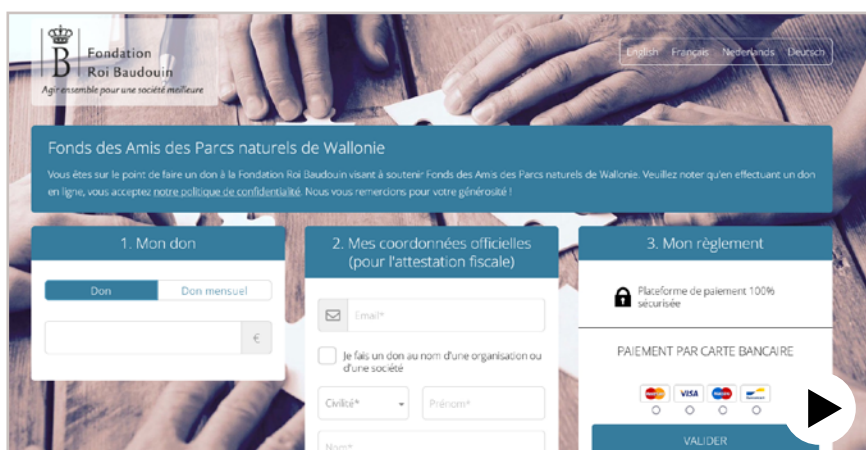 B
Fondation
Roi Baudouin
Agir ensemble pour une société meilleure
English Français Nederlands Deutsch
Fonds des Amis des Parcs naturels de Wallonie
Vous êtes sur le point de faire un don à la Fondation Roi Baudouin visant à soutenir Fonds des Amis des Parcs naturels de Wallonie. Veuillez noter qu'en effectuant un don
en ligne, vous acceptez notre politique de confidentialité. Nous vous remercions pour votre générosité !
1. Mon don
Don Don mensuel
€
2. Mes coordonnées officielles
(pour l'attestation fiscale)
Email*
Je fais un don au nom d'une organisation ou
d'une société
Civilité* Prénom*
Nom*
3. Mon règlement
Plateforme de paiement 100%
sécurisée
PAIEMENT PAR CARTE BANCAIRE
VISA
VALIDER